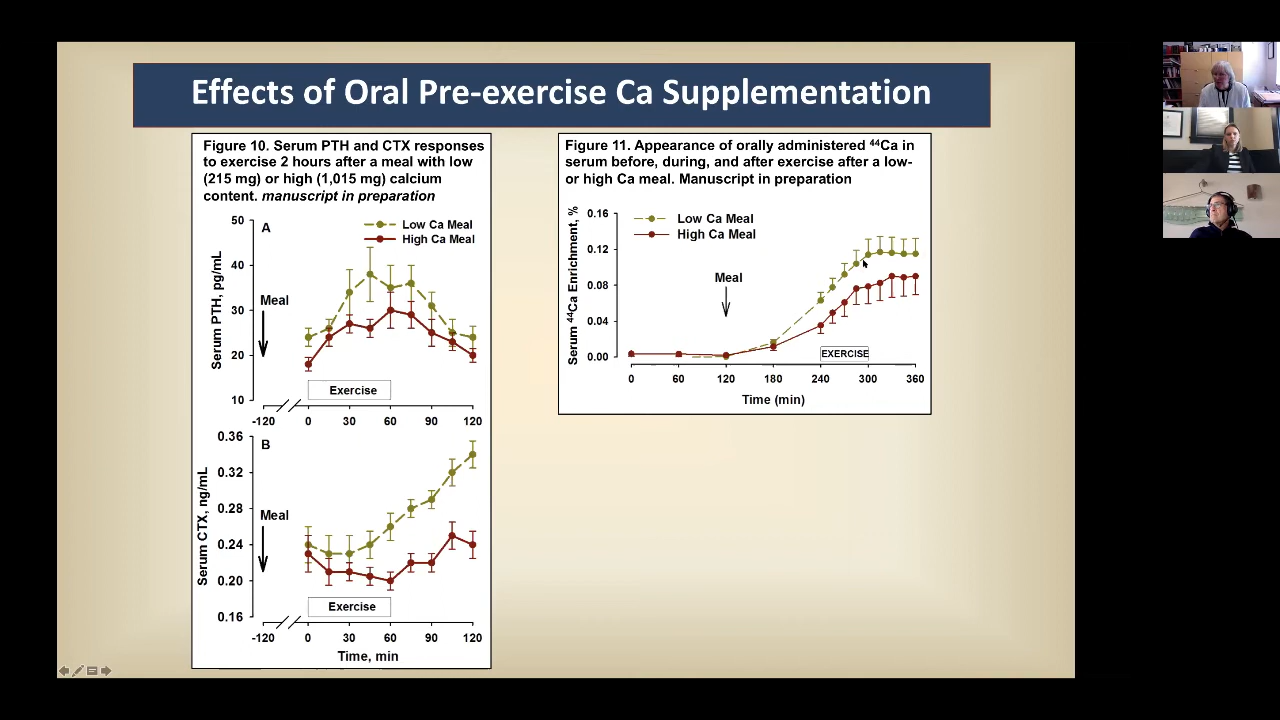 Effects of Oral Pre-exercise Ca Supplementation
Figure 10. Serum PTH and CTX responses
to exercise 2 hours after a meal with low
(215 mg) or high (1,015 mg) calcium
content. manuscript in preparation
50
A
Low Ca Meal
High Ca Meal
40
Meal
30
Serum PTH, pg/mL
20
Exercise
10
-120
0
30
60
90
120
0.36
B
0.32
Meal
0.28
Serum CTX, ng/mL
0.24
0.20
Exercise
0.16
-120
0
30
60
90
120
Time, min
Figure 11. Appearance of orally administered ⁴⁴Ca in
serum before, during, and after exercise after a low-
or high Ca meal. Manuscript in preparation
0.16
Low Ca Meal
High Ca Meal
0.12
Meal
Serum ⁴⁴Ca Enrichment, %
0.08
0.04
0.00
EXERCISE
0
60
120
180
240
300
360
Time (min)